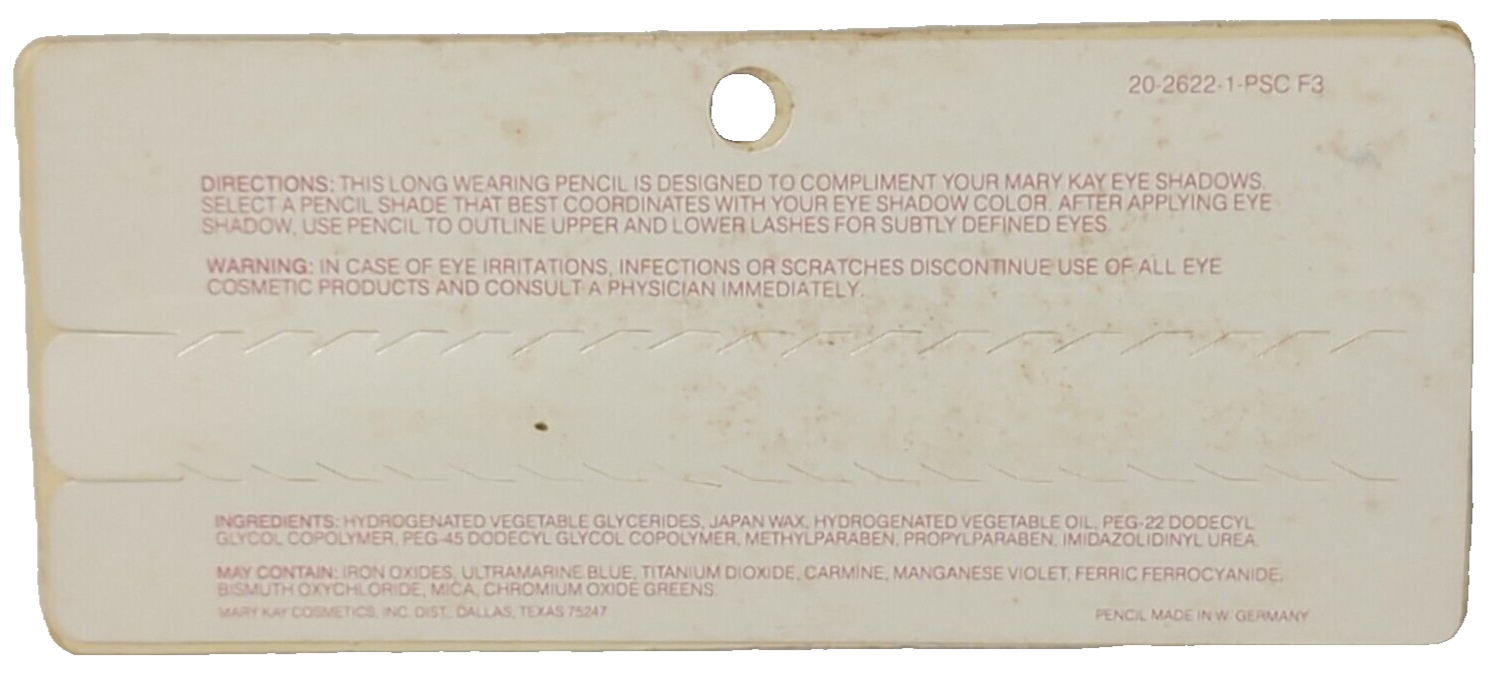 20-2622-1-PSC F3
DIRECTIONS: THIS LONG WEARING PENCIL IS DESIGNED TO COMPLIMENT YOUR MARY KAY EYE SHADOWS.
SELECT A PENCIL SHADE THAT BEST COORDINATES WITH YOUR EYE SHADOW COLOR. AFTER APPLYING EYE
SHADOW, USE PENCIL TO OUTLINE UPPER AND LOWER LASHES FOR SUBTLY DEFINED EYES.
WARNING: IN CASE OF EYE IRRITATIONS, INFECTIONS OR SCRATCHES DISCONTINUE USE OF ALL EYE
COSMETIC PRODUCTS AND CONSULT A PHYSICIAN IMMEDIATELY.
INGREDIENTS: HYDROGENATED VEGETABLE GLYCERIDES, JAPAN WAX, HYDROGENATED VEGETABLE OIL, PEG-22 DODECYL
GLYCOL COPOLYMER, PEG-45 DODECYL GLYCOL COPOLYMER, METHYLPARABEN, PROPYLPARABEN, IMIDAZOLIDINYL UREA.
MAY CONTAIN: IRON OXIDES, ULTRAMARINE BLUE, TITANIUM DIOXIDE, CARMINE, MANGANESE VIOLET, FERRIC FERROCYANIDE,
BISMUTH OXYCHLORIDE, MICA, CHROMIUM OXIDE GREENS.
MARY KAY COSMETICS, INC. DIST., DALLAS, TEXAS 75247
PENCIL MADE IN W. GERMANY